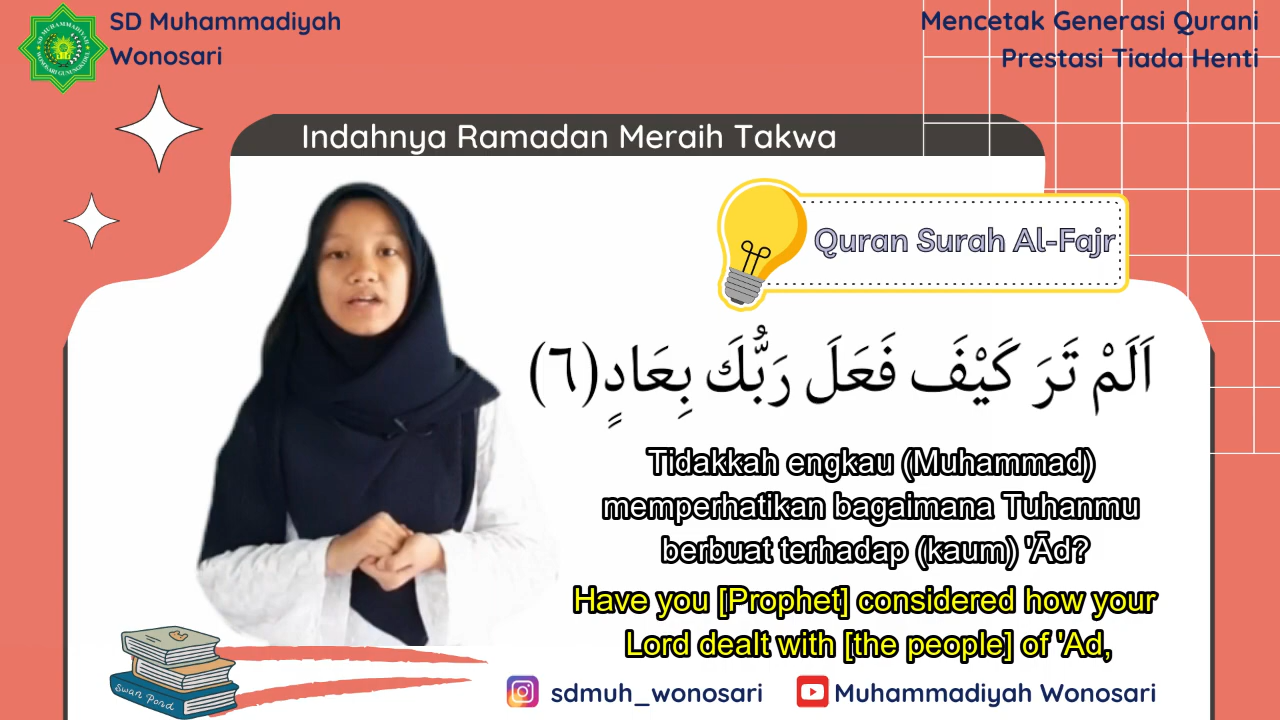 SD Muhammadiyah
Wonosari
Mencetak Generasi Qurani
Prestasi Tiada Henti
Indahnya Ramadan Meraih Takwa
Quran Surah Al-Fajr
اَلَمْ تَرَ كَيْفَ فَعَلَ رَبُّكَ بِعَادٍ(٦)
Tidakkah engkau (Muhammad)
memperhatikan bagaimana Tuhanmu
berbuat terhadap (kaum) 'Ād?
Have you [Prophet] considered how your
Lord dealt with [the people] of 'Ad,
Swan Pond
sdmuh_wonosari
Muhammadiyah Wonosari